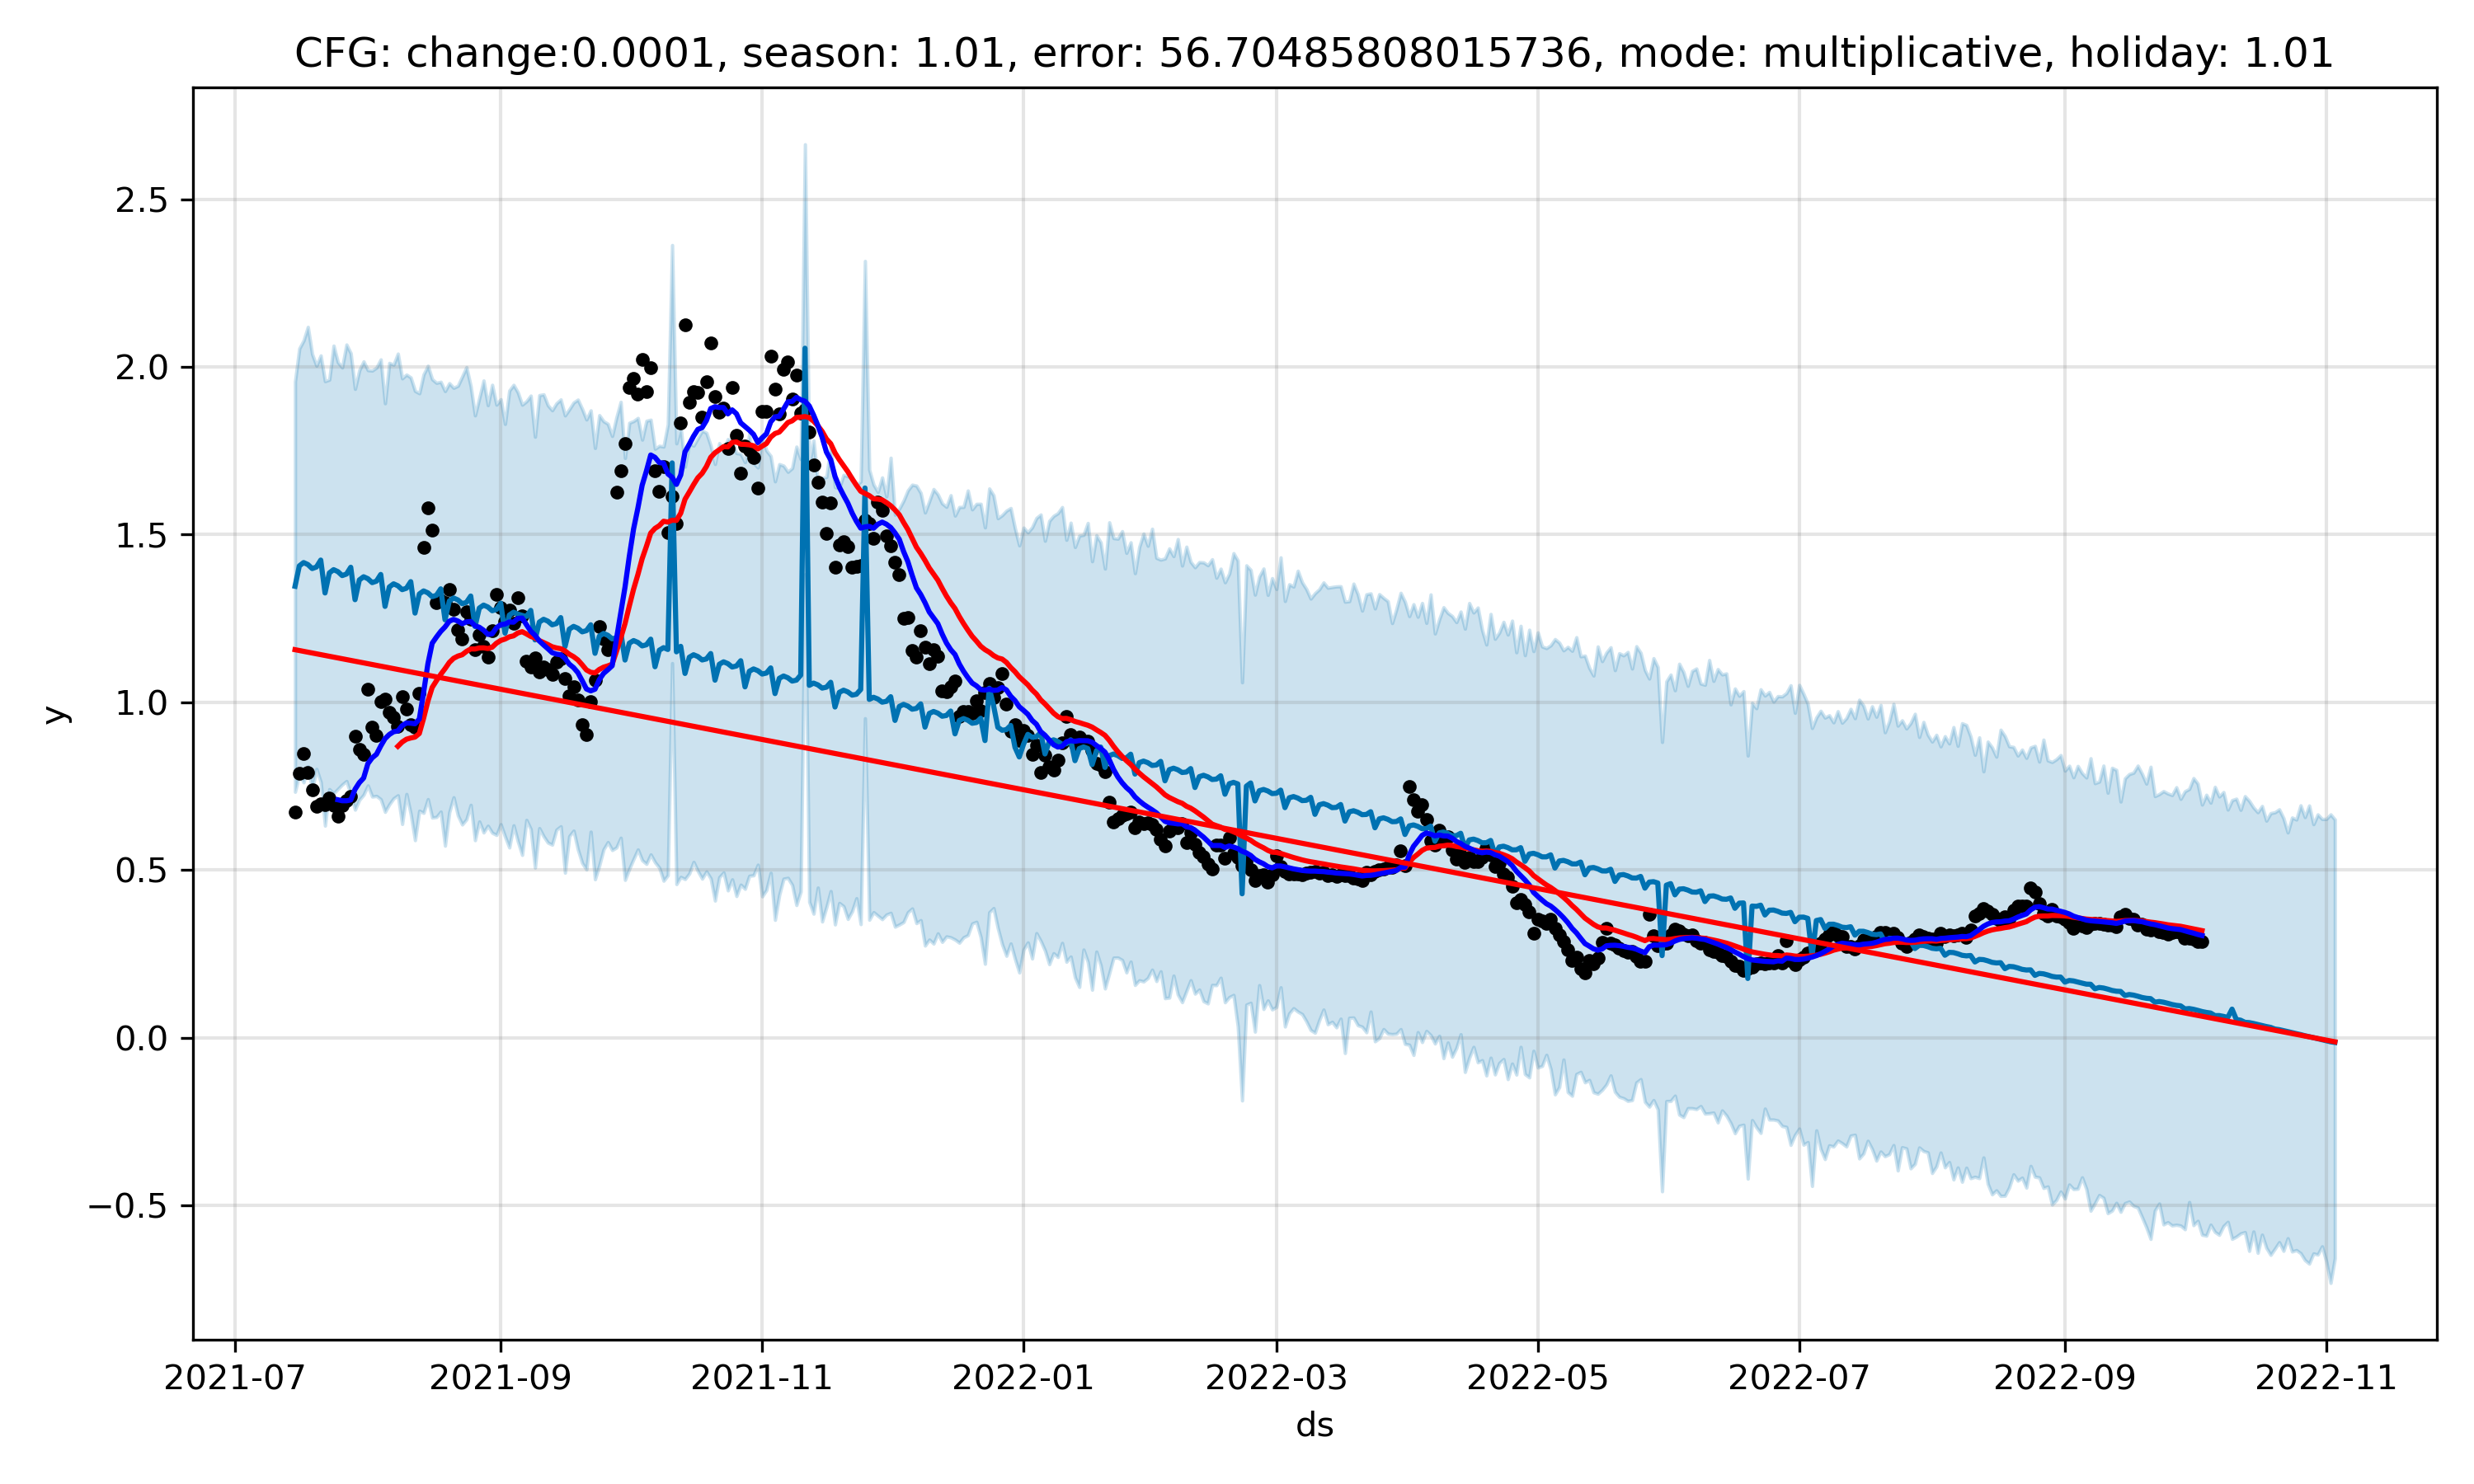 CFG: change:0.0001, season: 1.01, error: 56.70485808015736, mode: multiplicative, holiday: 1.01
2.5
2.0
1.5
1.0
0.5
0.0
−0.5
y
2021-07 2021-09 2021-11 2022-01 2022-03 2022-05 2022-07 2022-09 2022-11
ds